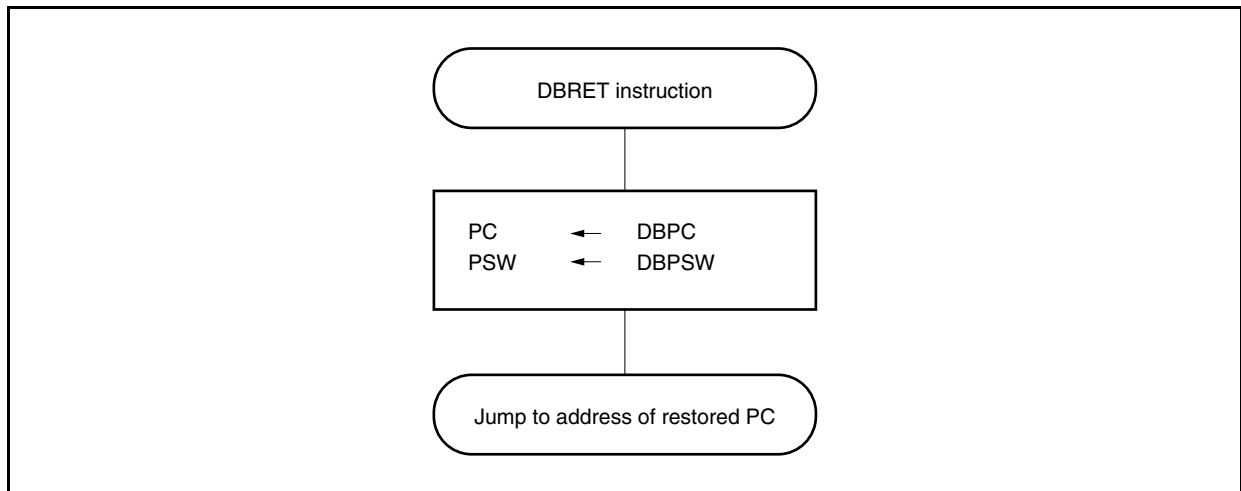 DBRET instruction
PC ← DBPC
PSW ← DBPSW
Jump to address of restored PC